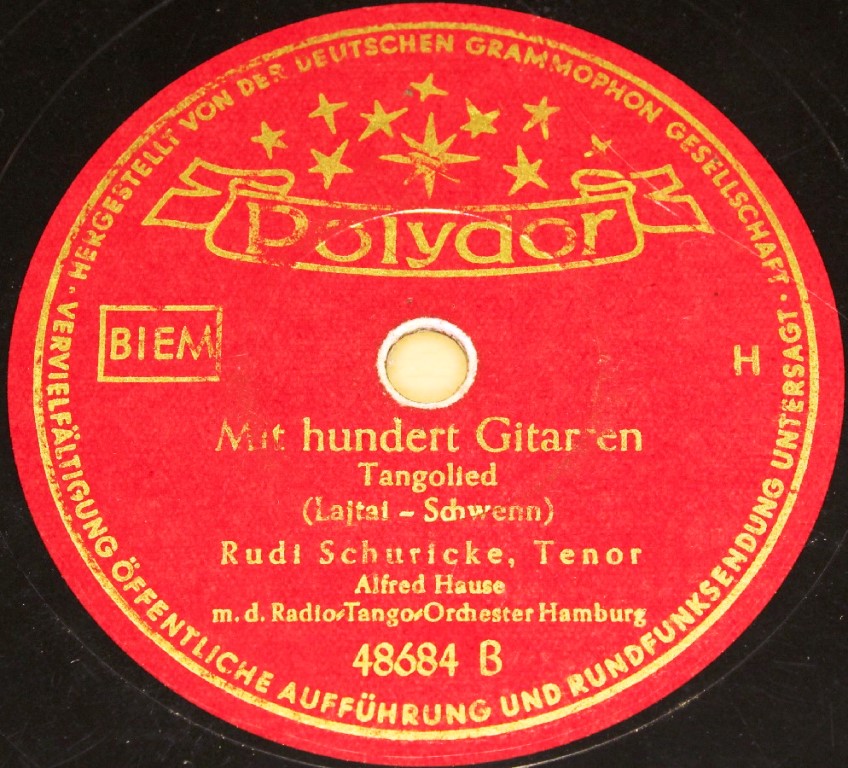 HERGESTELLT VON DER DEUTSCHEN GRAMMOPHON GESELLSCHAFT ·
Polydor
BIEM
H
Mit hundert Gitarren
Tangolied
(Lajtai - Schwenn)
Rudi Schuricke, Tenor
Alfred Hause
m. d. Radio-Tango-Orchester Hamburg
48684 B
· VERVIELFÄLTIGUNG ÖFFENTLICHE AUFFÜHRUNG UND RUNDFUNKSENDUNG UNTERSAGT ·